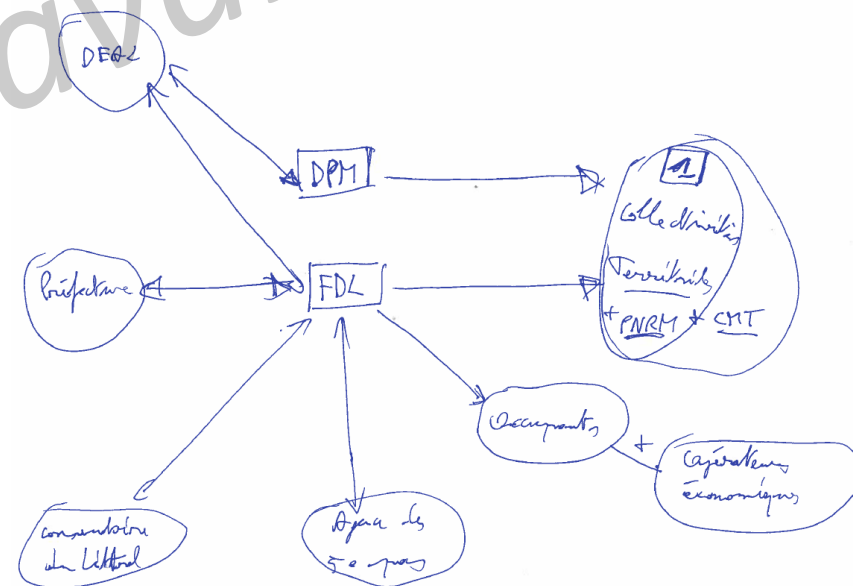 DEAL
DPM
1
Collectivités
Territoriales
+ PNRM + CMT
Préfecture
FDL
Occupants
+
Opérateurs
économiques
conservatoire
du Littoral
Agence des
50 pas